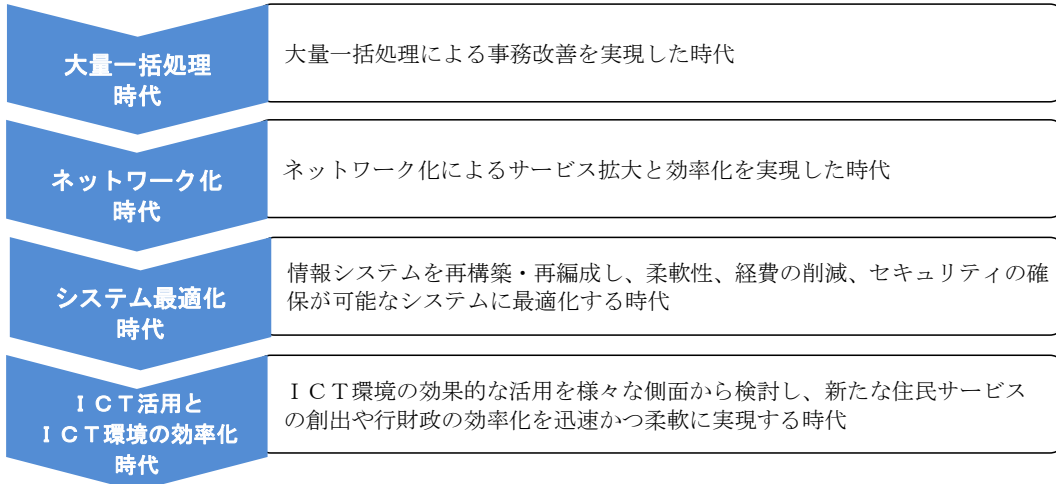 大量一括処理
時代
大量一括処理による事務改善を実現した時代
ネットワーク化
時代
ネットワーク化によるサービス拡大と効率化を実現した時代
システム最適化
時代
情報システムを再構築・再編成し、柔軟性、経費の削減、セキュリティの確
保が可能なシステムに最適化する時代
ＩＣＴ活用と
ＩＣＴ環境の効率化
時代
ＩＣＴ環境の効果的な活用を様々な側面から検討し、新たな住民サービス
の創出や行財政の効率化を迅速かつ柔軟に実現する時代